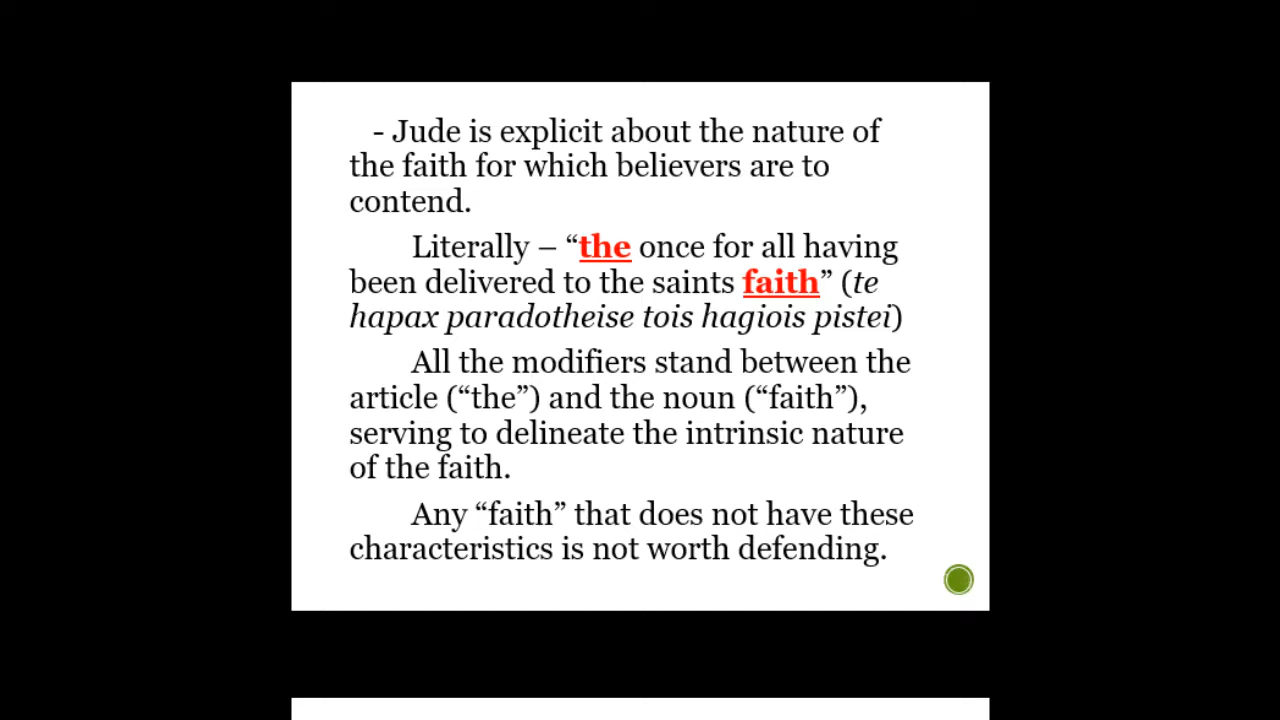 - Jude is explicit about the nature of
the faith for which believers are to
contend.
Literally – “the once for all having
been delivered to the saints faith” (te
hapax paradotheise tois hagiois pistei)
All the modifiers stand between the
article (“the”) and the noun (“faith”),
serving to delineate the intrinsic nature
of the faith.
Any “faith” that does not have these
characteristics is not worth defending.